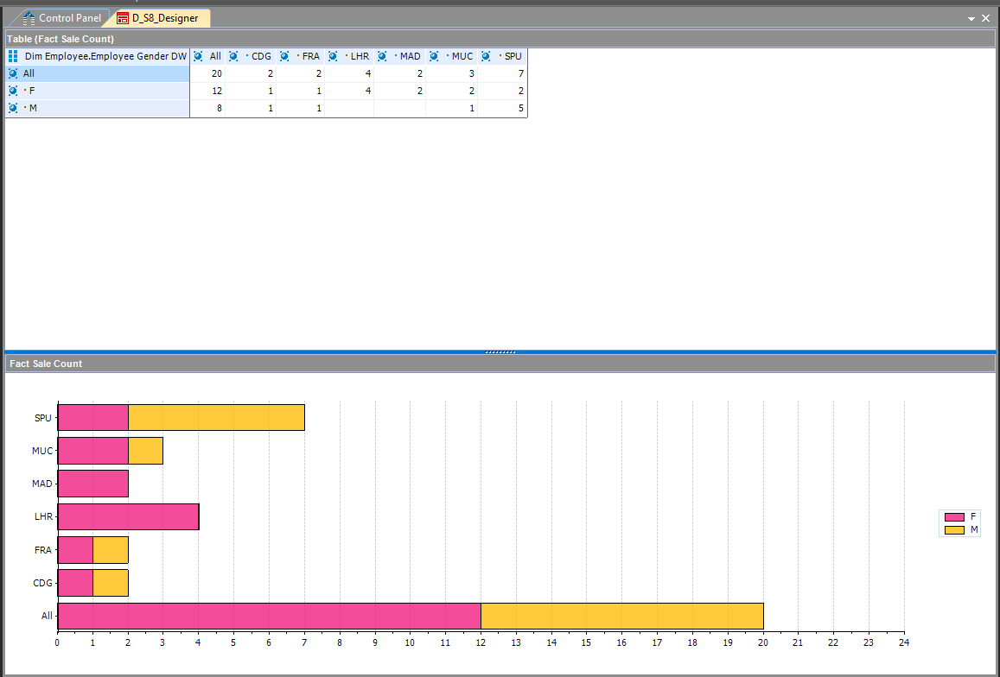 Control Panel D_S8_Designer
Table (Fact Sale Count)
Dim Employee.Employee Gender DW All · CDG · FRA · LHR · MAD · MUC · SPU
All 20 2 2 4 2 3 7
· F 12 1 1 4 2 2 2
· M 8 1 1 1 5
Fact Sale Count
SPU
MUC
MAD
LHR
FRA
CDG
All
F
M
0 1 2 3 4 5 6 7 8 9 10 11 12 13 14 15 16 17 18 19 20 21 22 23 24